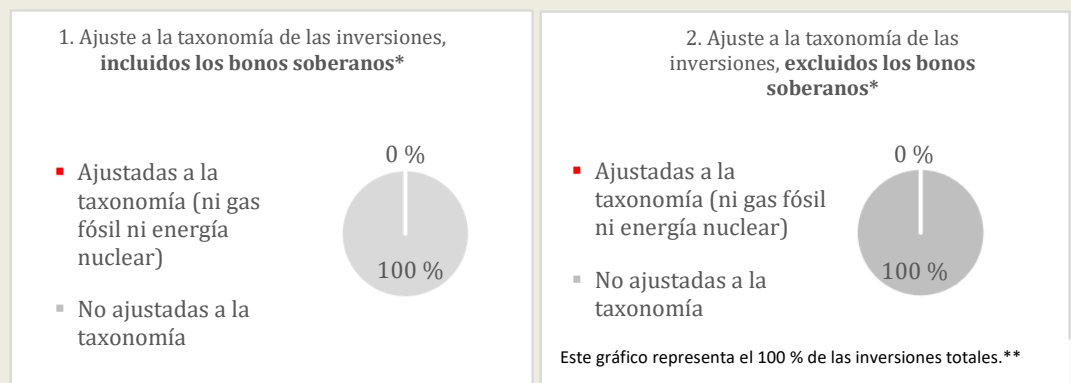 1. Ajuste a la taxonomía de las inversiones,
incluidos los bonos soberanos*
Ajustadas a la
taxonomía (ni gas
fósil ni energía
nuclear)
No ajustadas a la
taxonomía
0 %
100 %
2. Ajuste a la taxonomía de las
inversiones, excluidos los bonos
soberanos*
Ajustadas a la
taxonomía (ni gas fósil
ni energía nuclear)
No ajustadas a la
taxonomía
0 %
100 %
Este gráfico representa el 100 % de las inversiones totales.**